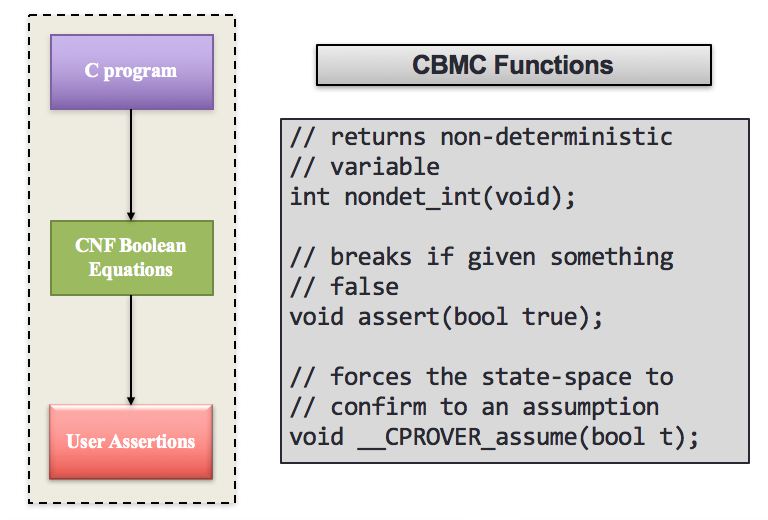 C program
CNF Boolean
Equations
User Assertions
CBMC Functions
// returns non-deterministic
// variable
int nondet_int(void);
// breaks if given something
// false
void assert(bool true);
// forces the state-space to
// confirm to an assumption
void __CPROVER_assume(bool t);